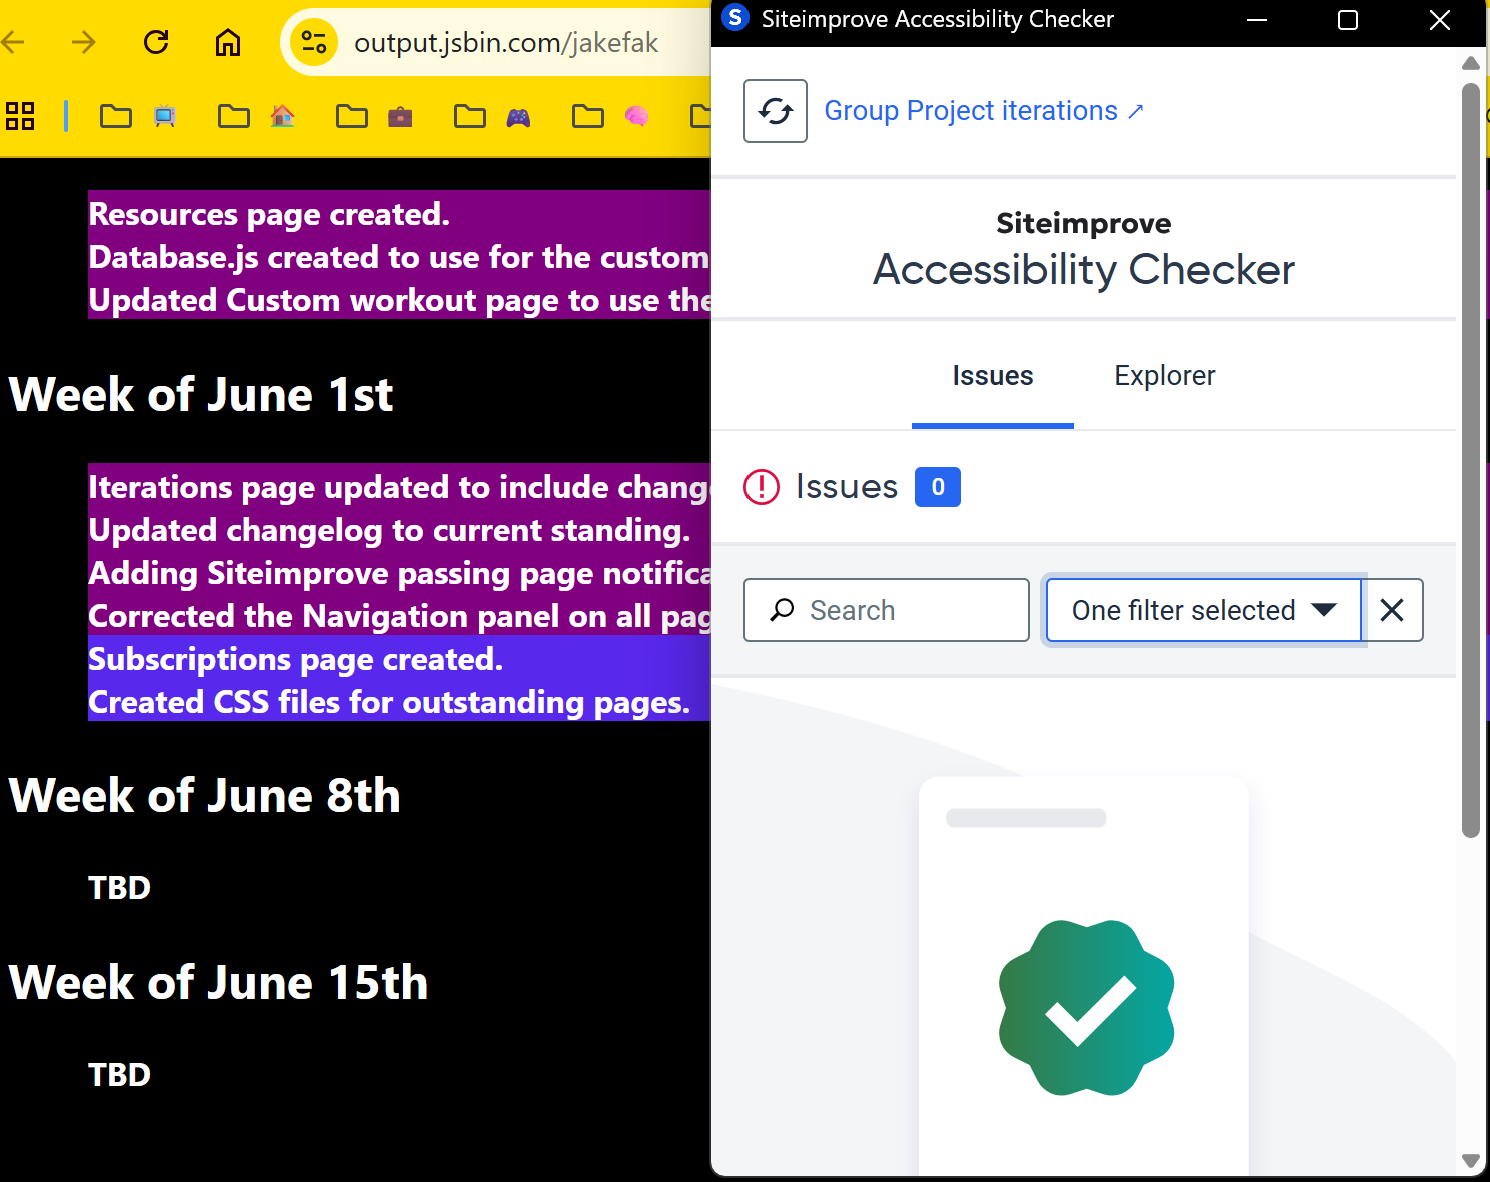 output.jsbin.com/jakefak
Resources page created.
Database.js created to use for the custom
Updated Custom workout page to use the
Week of June 1st
Iterations page updated to include
Updated changelog to current standing.
Adding Siteimprove passing page
Corrected the Navigation panel on all
Subscriptions page created.
Created CSS files for outstanding pages.
Week of June 8th
TBD
Week of June 15th
TBD
S Siteimprove Accessibility Checker
Group Project iterations ↗
Siteimprove
Accessibility Checker
Issues Explorer
Issues 0
Search One filter selected